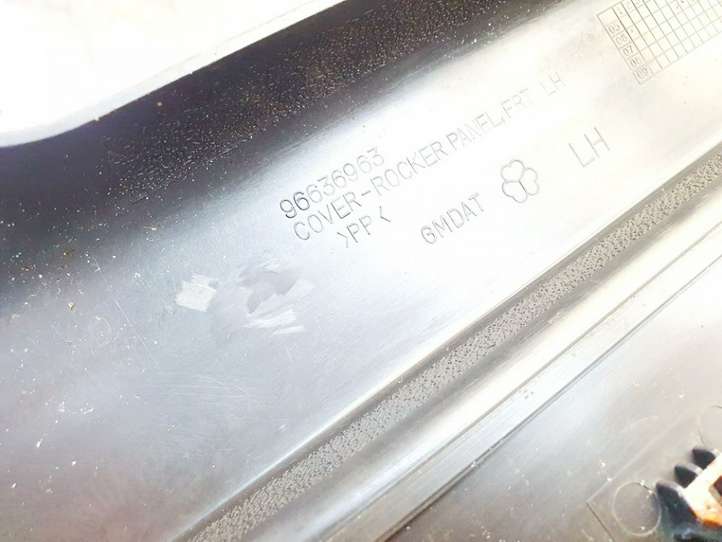 96636963
COVER-ROCKER PANEL,FRT LH
>PP<
GMDAT
LH